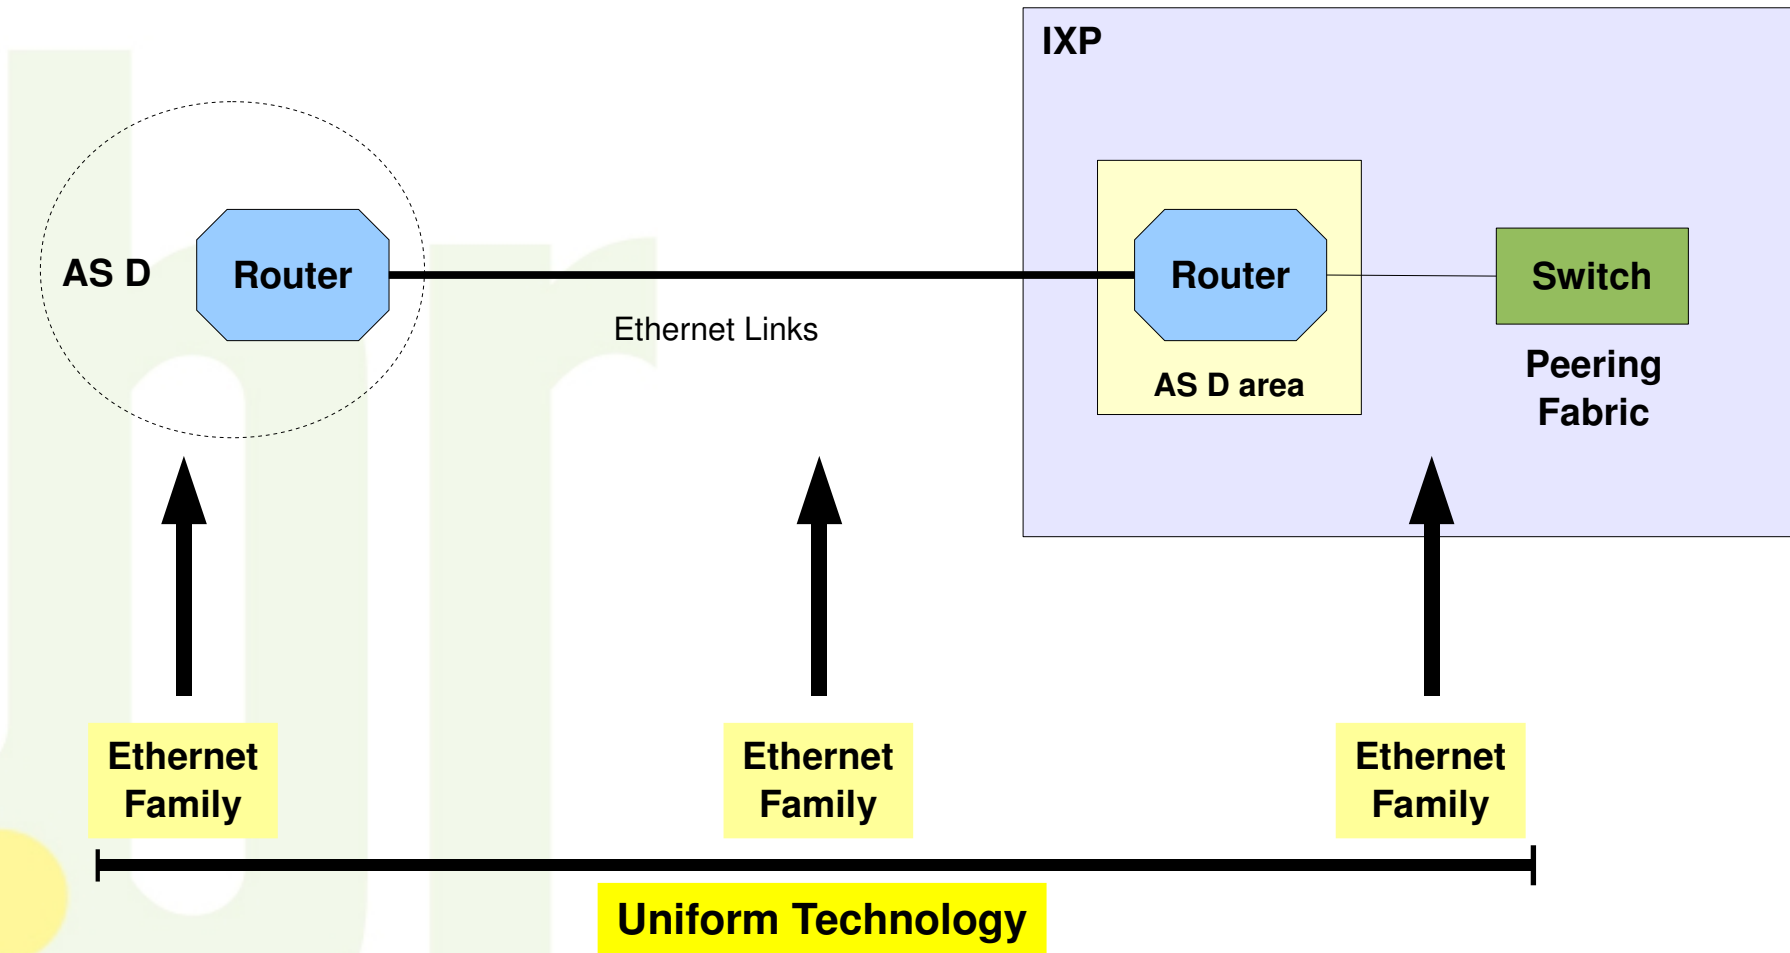 IXP
AS D
Router
Router
Switch
Ethernet Links
AS D area
Peering
Fabric
Ethernet
Family
Ethernet
Family
Ethernet
Family
Uniform Technology